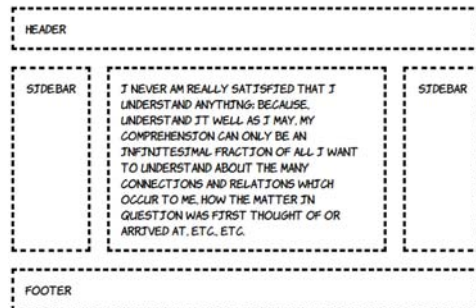 HEADER
SIDEBAR
I NEVER AM REALLY SATISFIED THAT I
UNDERSTAND ANYTHING; BECAUSE,
UNDERSTAND IT WELL AS I MAY, MY
COMPREHENSION CAN ONLY BE AN
INFINITESIMAL FRACTION OF ALL I WANT
TO UNDERSTAND ABOUT THE MANY
CONNECTIONS AND RELATIONS WHICH
OCCUR TO ME, HOW THE MATTER IN
QUESTION WAS FIRST THOUGHT OF OR
ARRIVED AT, ETC., ETC.
SIDEBAR
FOOTER